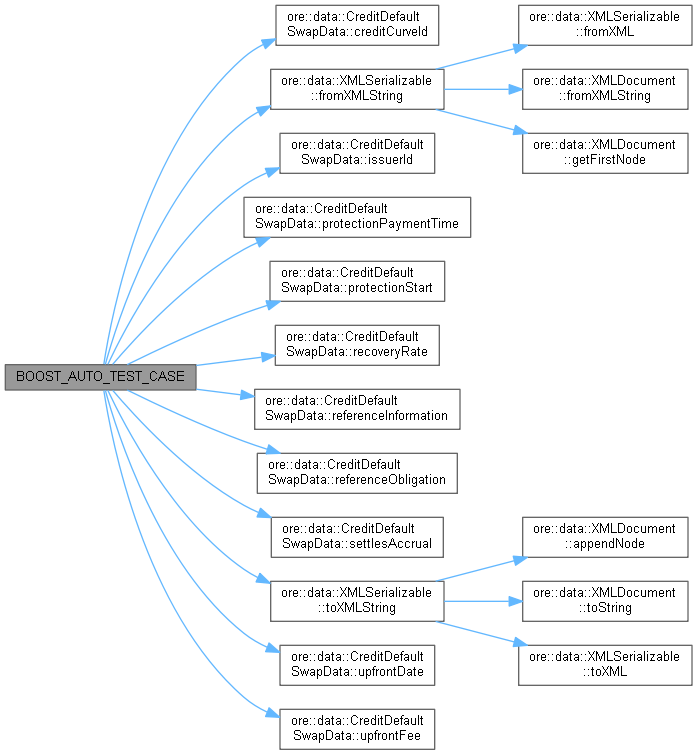 ore::data::CreditDefault
SwapData::creditCurveId
ore::data::XMLSerializable
::fromXML
ore::data::XMLSerializable
::fromXMLString
ore::data::XMLDocument
::fromXMLString
ore::data::CreditDefault
SwapData::issuerId
ore::data::XMLDocument
::getFirstNode
ore::data::CreditDefault
SwapData::protectionPaymentTime
ore::data::CreditDefault
SwapData::protectionStart
ore::data::CreditDefault
SwapData::recoveryRate
BOOST_AUTO_TEST_CASE
ore::data::CreditDefault
SwapData::referenceInformation
ore::data::CreditDefault
SwapData::referenceObligation
ore::data::CreditDefault
SwapData::settlesAccrual
ore::data::XMLDocument
::appendNode
ore::data::XMLSerializable
::toXMLString
ore::data::XMLDocument
::toString
ore::data::CreditDefault
SwapData::upfrontDate
ore::data::XMLSerializable
::toXML
ore::data::CreditDefault
SwapData::upfrontFee